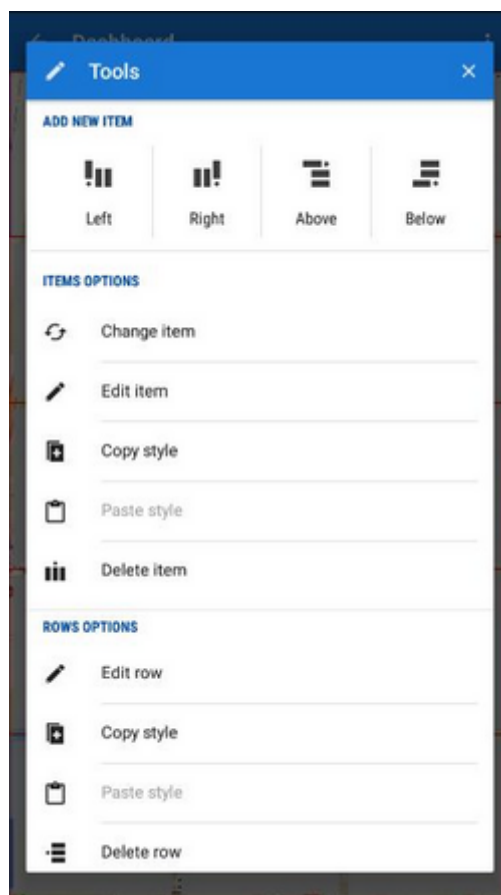 Dashboard
Tools
ADD NEW ITEM
Left Right Above Below
ITEMS OPTIONS
Change item
Edit item
Copy style
Paste style
Delete item
ROWS OPTIONS
Edit row
Copy style
Paste style
Delete row